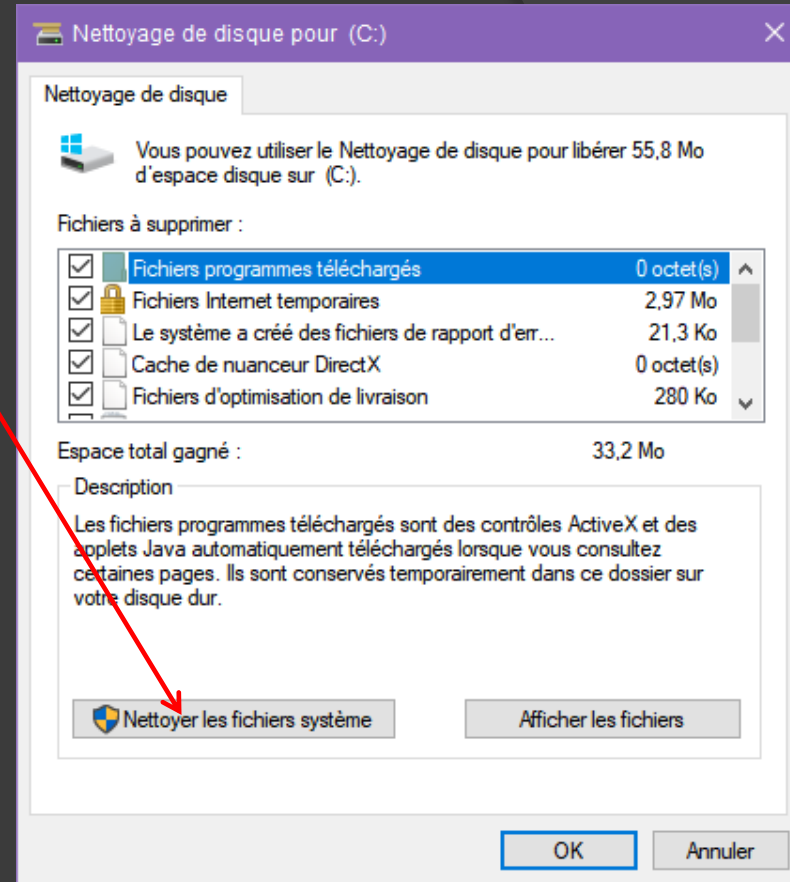 Nettoyage de disque pour (C:)
Nettoyage de disque
Vous pouvez utiliser le Nettoyage de disque pour libérer 55,8 Mo
d'espace disque sur (C:).
Fichiers à supprimer :
Fichiers programmes téléchargés 0 octet(s)
Fichiers Internet temporaires 2,97 Mo
Le système a créé des fichiers de rapport d'err... 21,3 Ko
Cache de nuanceur DirectX 0 octet(s)
Fichiers d'optimisation de livraison 280 Ko
Espace total gagné : 33,2 Mo
Description
Les fichiers programmes téléchargés sont des contrôles ActiveX et des
applets Java automatiquement téléchargés lorsque vous consultez
certaines pages. Ils sont conservés temporairement dans ce dossier sur
votre disque dur.
Nettoyer les fichiers système Afficher les fichiers
OK Annuler